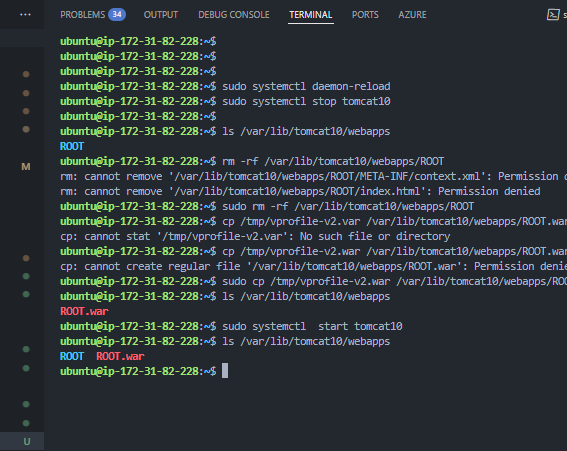 PROBLEMS 34 OUTPUT DEBUG CONSOLE TERMINAL PORTS AZURE
ubuntu@ip-172-31-82-228:~$
ubuntu@ip-172-31-82-228:~$
ubuntu@ip-172-31-82-228:~$
ubuntu@ip-172-31-82-228:~$ sudo systemctl daemon-reload
ubuntu@ip-172-31-82-228:~$ sudo systemctl stop tomcat10
ubuntu@ip-172-31-82-228:~$
ubuntu@ip-172-31-82-228:~$ ls /var/lib/tomcat10/webapps
ROOT
ubuntu@ip-172-31-82-228:~$ rm -rf /var/lib/tomcat10/webapps/ROOT
rm: cannot remove '/var/lib/tomcat10/webapps/ROOT/META-INF/context.xml': Permission
rm: cannot remove '/var/lib/tomcat10/webapps/ROOT/index.html': Permission denied
ubuntu@ip-172-31-82-228:~$ sudo rm -rf /var/lib/tomcat10/webapps/ROOT
ubuntu@ip-172-31-82-228:~$ cp /tmp/vprofile-v2.var /var/lib/tomcat10/webapps/ROOT.war
cp: cannot stat '/tmp/vprofile-v2.var': No such file or directory
ubuntu@ip-172-31-82-228:~$ cp /tmp/vprofile-v2.war /var/lib/tomcat10/webapps/ROOT.war
cp: cannot create regular file '/var/lib/tomcat10/webapps/ROOT.war': Permission denie
ubuntu@ip-172-31-82-228:~$ sudo cp /tmp/vprofile-v2.war /var/lib/tomcat10/webapps/ROO
ubuntu@ip-172-31-82-228:~$ ls /var/lib/tomcat10/webapps
ROOT.war
ubuntu@ip-172-31-82-228:~$ sudo systemctl  start tomcat10
ubuntu@ip-172-31-82-228:~$ ls /var/lib/tomcat10/webapps
ROOT  ROOT.war
ubuntu@ip-172-31-82-228:~$
M
U